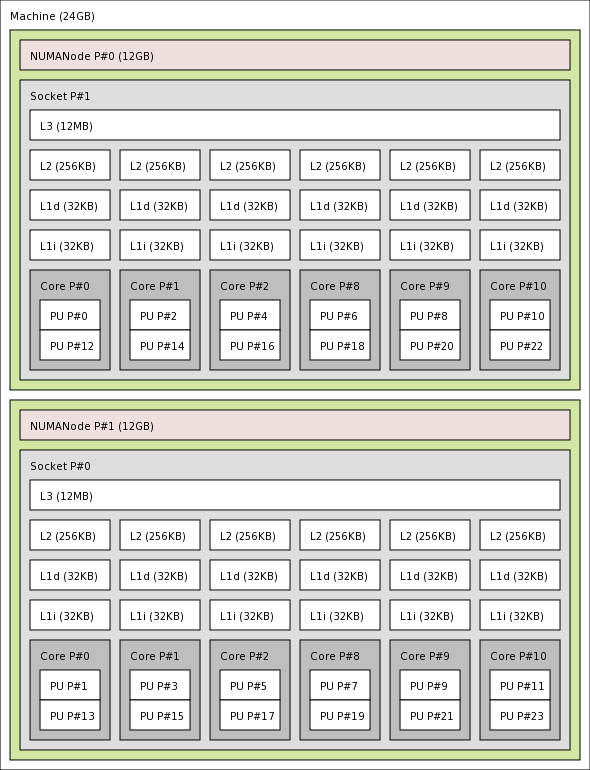 Machine (24GB)
NUMANode P#0 (12GB)
Socket P#1
L3 (12MB)
L2 (256KB) L2 (256KB) L2 (256KB) L2 (256KB) L2 (256KB) L2 (256KB)
L1d (32KB) L1d (32KB) L1d (32KB) L1d (32KB) L1d (32KB) L1d (32KB)
L1i (32KB) L1i (32KB) L1i (32KB) L1i (32KB) L1i (32KB) L1i (32KB)
Core P#0 Core P#1 Core P#2 Core P#8 Core P#9 Core P#10
PU P#0 PU P#2 PU P#4 PU P#6 PU P#8 PU P#10
PU P#12 PU P#14 PU P#16 PU P#18 PU P#20 PU P#22
NUMANode P#1 (12GB)
Socket P#0
L3 (12MB)
L2 (256KB) L2 (256KB) L2 (256KB) L2 (256KB) L2 (256KB) L2 (256KB)
L1d (32KB) L1d (32KB) L1d (32KB) L1d (32KB) L1d (32KB) L1d (32KB)
L1i (32KB) L1i (32KB) L1i (32KB) L1i (32KB) L1i (32KB) L1i (32KB)
Core P#0 Core P#1 Core P#2 Core P#8 Core P#9 Core P#10
PU P#1 PU P#3 PU P#5 PU P#7 PU P#9 PU P#11
PU P#13 PU P#15 PU P#17 PU P#19 PU P#21 PU P#23